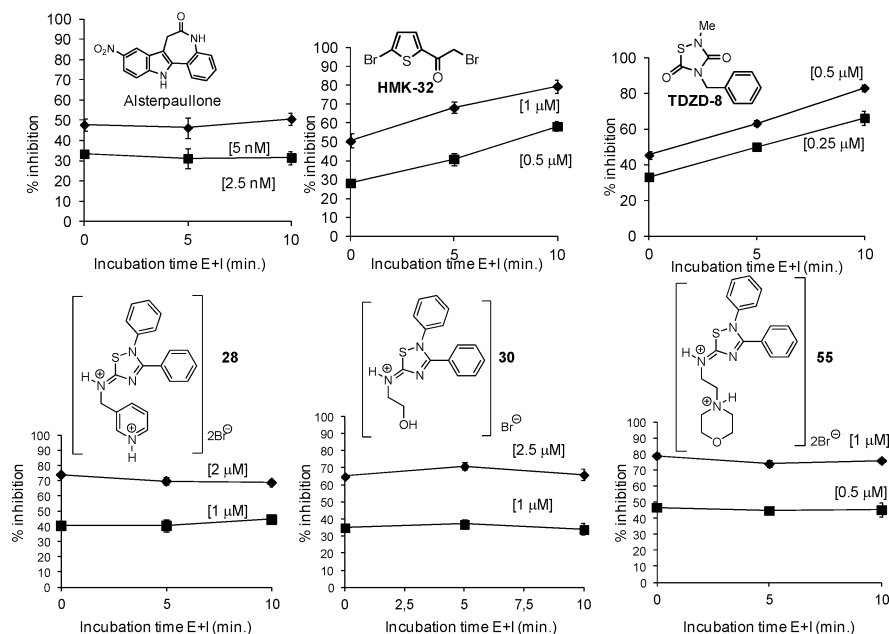 O₂N
O
NH
N
H
Alsterpaullone
% inhibition
100
90
80
70
60
50
40
30
20
10
0
[5 nM]
[2.5 nM]
0 5 10
Incubation time E+I (min.)
Br
S
O
Br
HMK-32
% inhibition
100
90
80
70
60
50
40
30
20
10
0
[1 µM]
[0.5 µM]
0 5 10
Incubation time E+I (min.)
Me
S
N
O
O
N
TDZD-8
% inhibition
100
80
60
40
20
0
[0.5 µM]
[0.25 µM]
0 5 10
Incubation time E+I (min.)
S
N
N
H
⊕
N
⊕
N
H
28
2Br⊖
% inhibition
100
90
80
70
60
50
40
30
20
10
0
[2 µM]
[1 µM]
0 5 10
Incubation time E+I (min.)
S
N
N
⊕
H
N
OH
30
Br⊖
% inhibition
100
90
80
70
60
50
40
30
20
10
0
[2.5 µM]
[1 µM]
0 2,5 5 7,5 10
Incubation time E+I (min.)
S
N
N
⊕
H
N
⊕
H
N
O
55
2Br⊖
% inhibition
100
90
80
70
60
50
40
30
20
10
0
[1 µM]
[0.5 µM]
0 5 10
Incubation time E+I (min.)